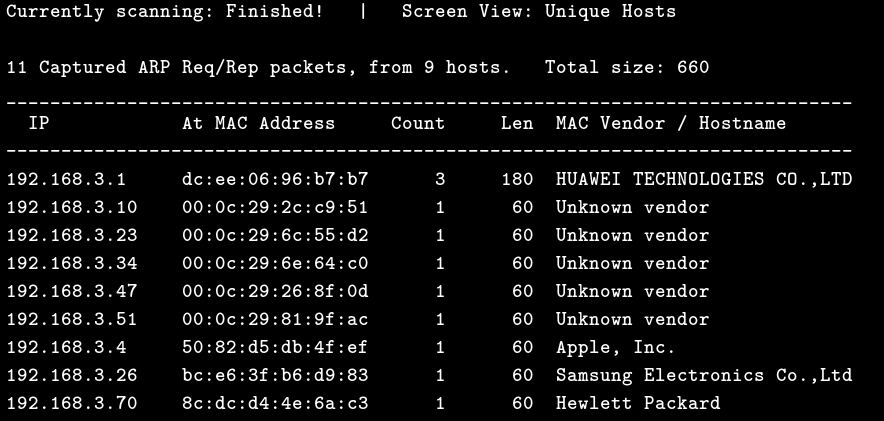 Currently scanning: Finished!   |   Screen View: Unique Hosts
11 Captured ARP Req/Rep packets, from 9 hosts.   Total size: 660
-----------------------------------------------------------------------------
  IP            At MAC Address     Count     Len  MAC Vendor / Hostname
-----------------------------------------------------------------------------
192.168.3.1     dc:ee:06:96:b7:b7      3     180  HUAWEI TECHNOLOGIES CO.,LTD
192.168.3.10    00:0c:29:2c:c9:51      1      60  Unknown vendor
192.168.3.23    00:0c:29:6c:55:d2      1      60  Unknown vendor
192.168.3.34    00:0c:29:6e:64:c0      1      60  Unknown vendor
192.168.3.47    00:0c:29:26:8f:0d      1      60  Unknown vendor
192.168.3.51    00:0c:29:81:9f:ac      1      60  Unknown vendor
192.168.3.4     50:82:d5:db:4f:ef      1      60  Apple, Inc.
192.168.3.26    bc:e6:3f:b6:d9:83      1      60  Samsung Electronics Co.,Ltd
192.168.3.70    8c:dc:d4:4e:6a:c3      1      60  Hewlett Packard